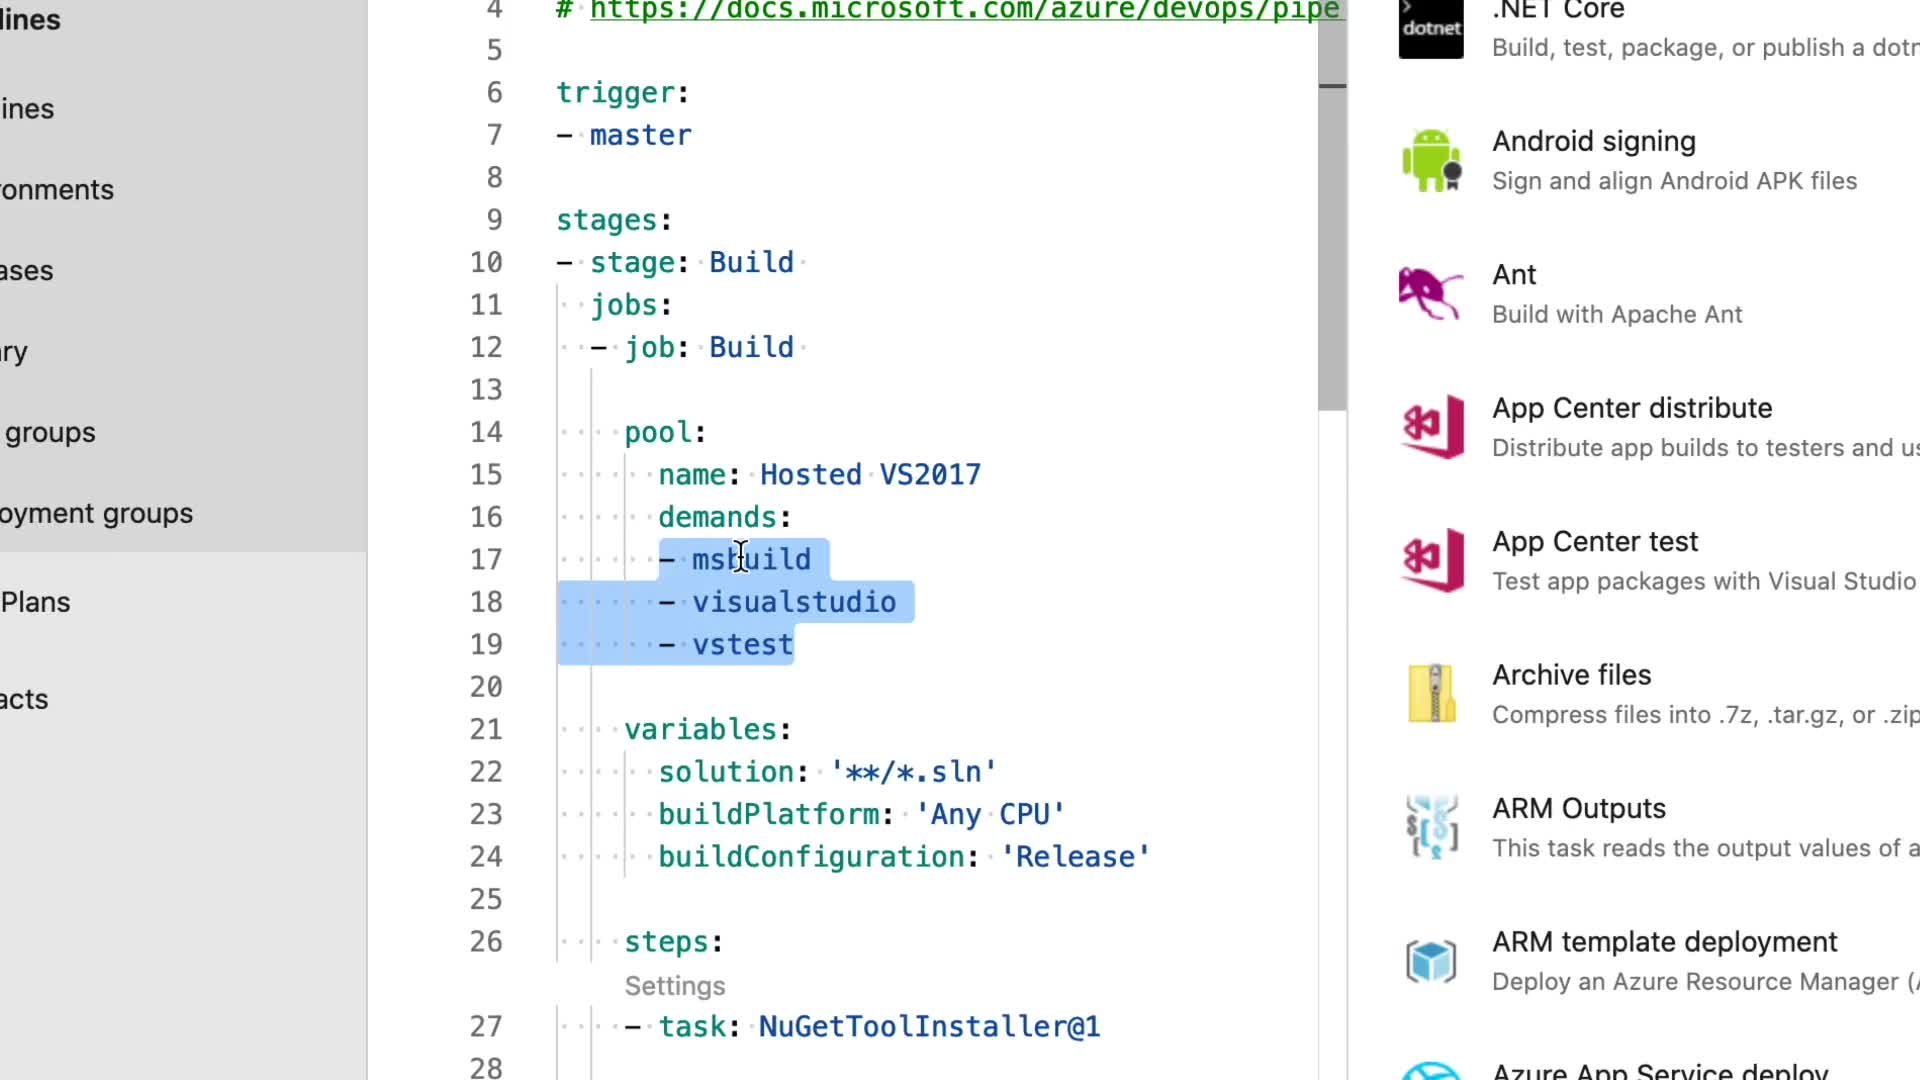 lines
ines
ronments
ases
ry
groups
oyment groups
Plans
acts
4 # https://docs.microsoft.com/azure/devops/pipe
5
6 trigger:
7 - master
8
9 stages:
10 - stage: Build
11 jobs:
12 - job: Build
13
14 pool:
15 name: Hosted VS2017
16 demands:
17 - msbuild
18 - visualstudio
19 - vstest
20
21 variables:
22 solution: '**/*.sln'
23 buildPlatform: 'Any CPU'
24 buildConfiguration: 'Release'
25
26 steps:
Settings
27 - task: NuGetToolInstaller@1
28
dotnet
.NET Core
Build, test, package, or publish a dotn
Android signing
Sign and align Android APK files
Ant
Build with Apache Ant
App Center distribute
Distribute app builds to testers and us
App Center test
Test app packages with Visual Studio
Archive files
Compress files into .7z, .tar.gz, or .zip
ARM Outputs
This task reads the output values of a
ARM template deployment
Deploy an Azure Resource Manager (A
Azure App Service deploy